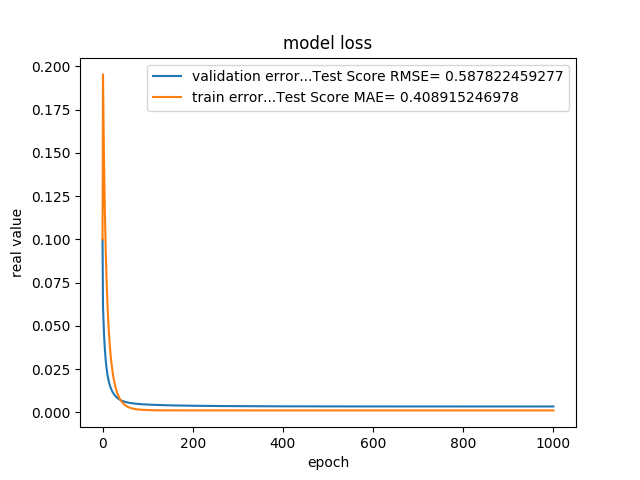 model loss
validation error...Test Score RMSE= 0.587822459277
train error...Test Score MAE= 0.408915246978
real value
0.200
0.175
0.150
0.125
0.100
0.075
0.050
0.025
0.000
0 200 400 600 800 1000
epoch